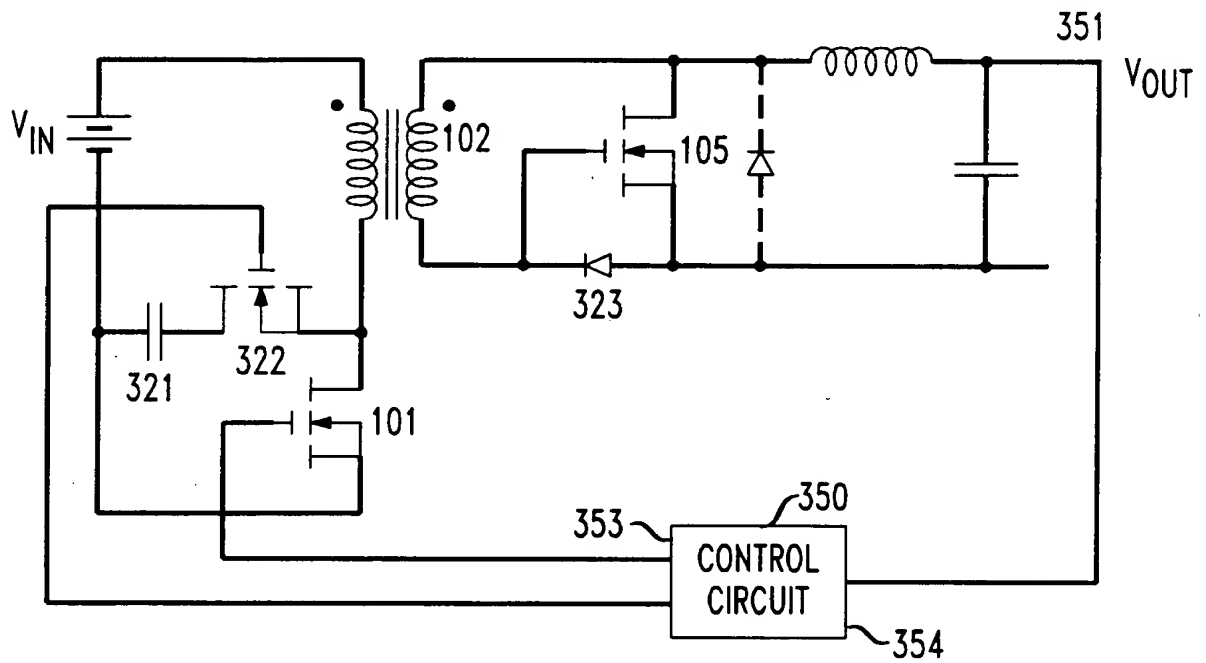 351
V_OUT
V_IN
102
105
323
322
321
101
350
353
CONTROL
CIRCUIT
354